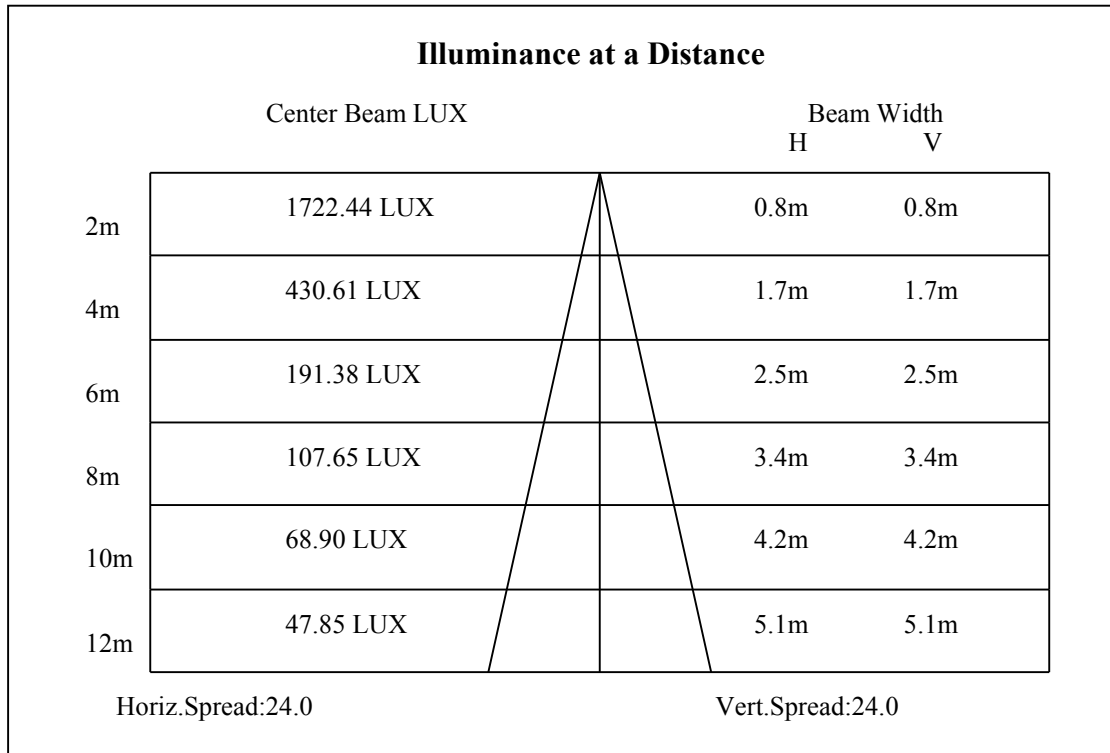 Illuminance at a Distance
Center Beam LUX Beam Width
H V
2m 1722.44 LUX 0.8m 0.8m
4m 430.61 LUX 1.7m 1.7m
6m 191.38 LUX 2.5m 2.5m
8m 107.65 LUX 3.4m 3.4m
10m 68.90 LUX 4.2m 4.2m
12m 47.85 LUX 5.1m 5.1m
Horiz.Spread:24.0 Vert.Spread:24.0